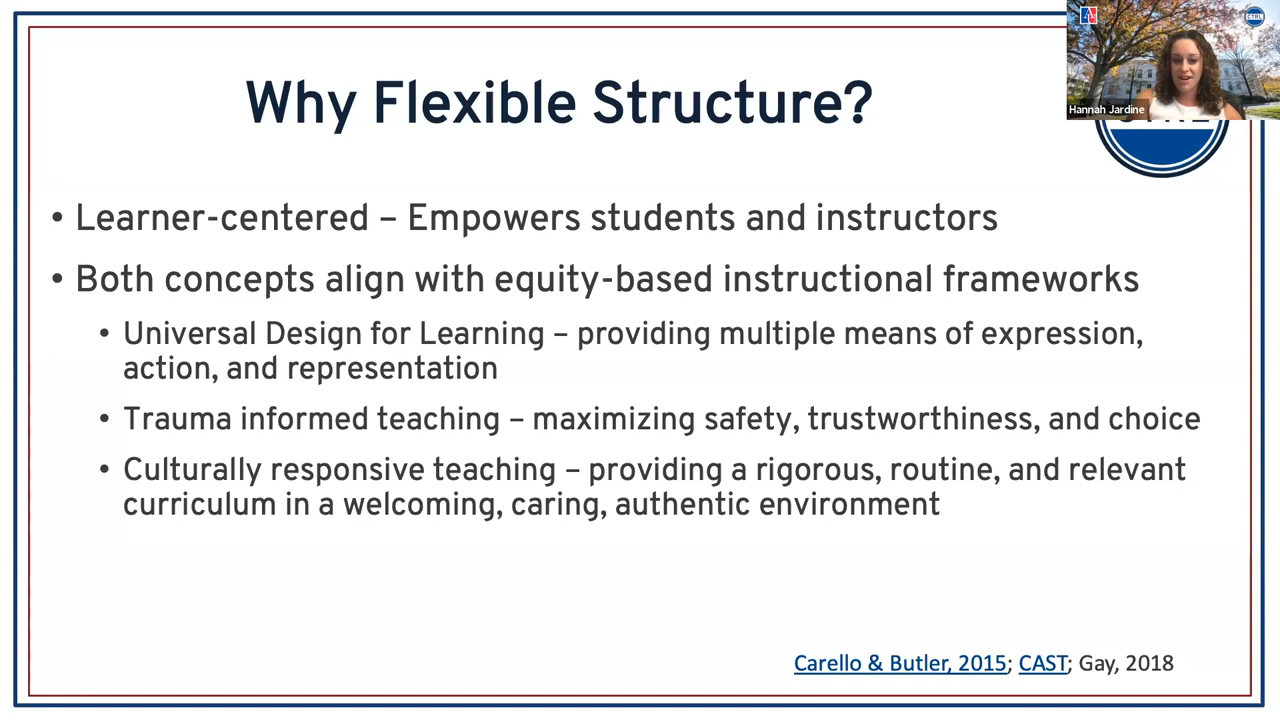 Why Flexible Structure?
Hannah Jardine
CTRL
• Learner-centered – Empowers students and instructors
• Both concepts align with equity-based instructional frameworks
• Universal Design for Learning – providing multiple means of expression,
action, and representation
• Trauma informed teaching – maximizing safety, trustworthiness, and choice
• Culturally responsive teaching – providing a rigorous, routine, and relevant
curriculum in a welcoming, caring, authentic environment
Carello & Butler, 2015; CAST; Gay, 2018